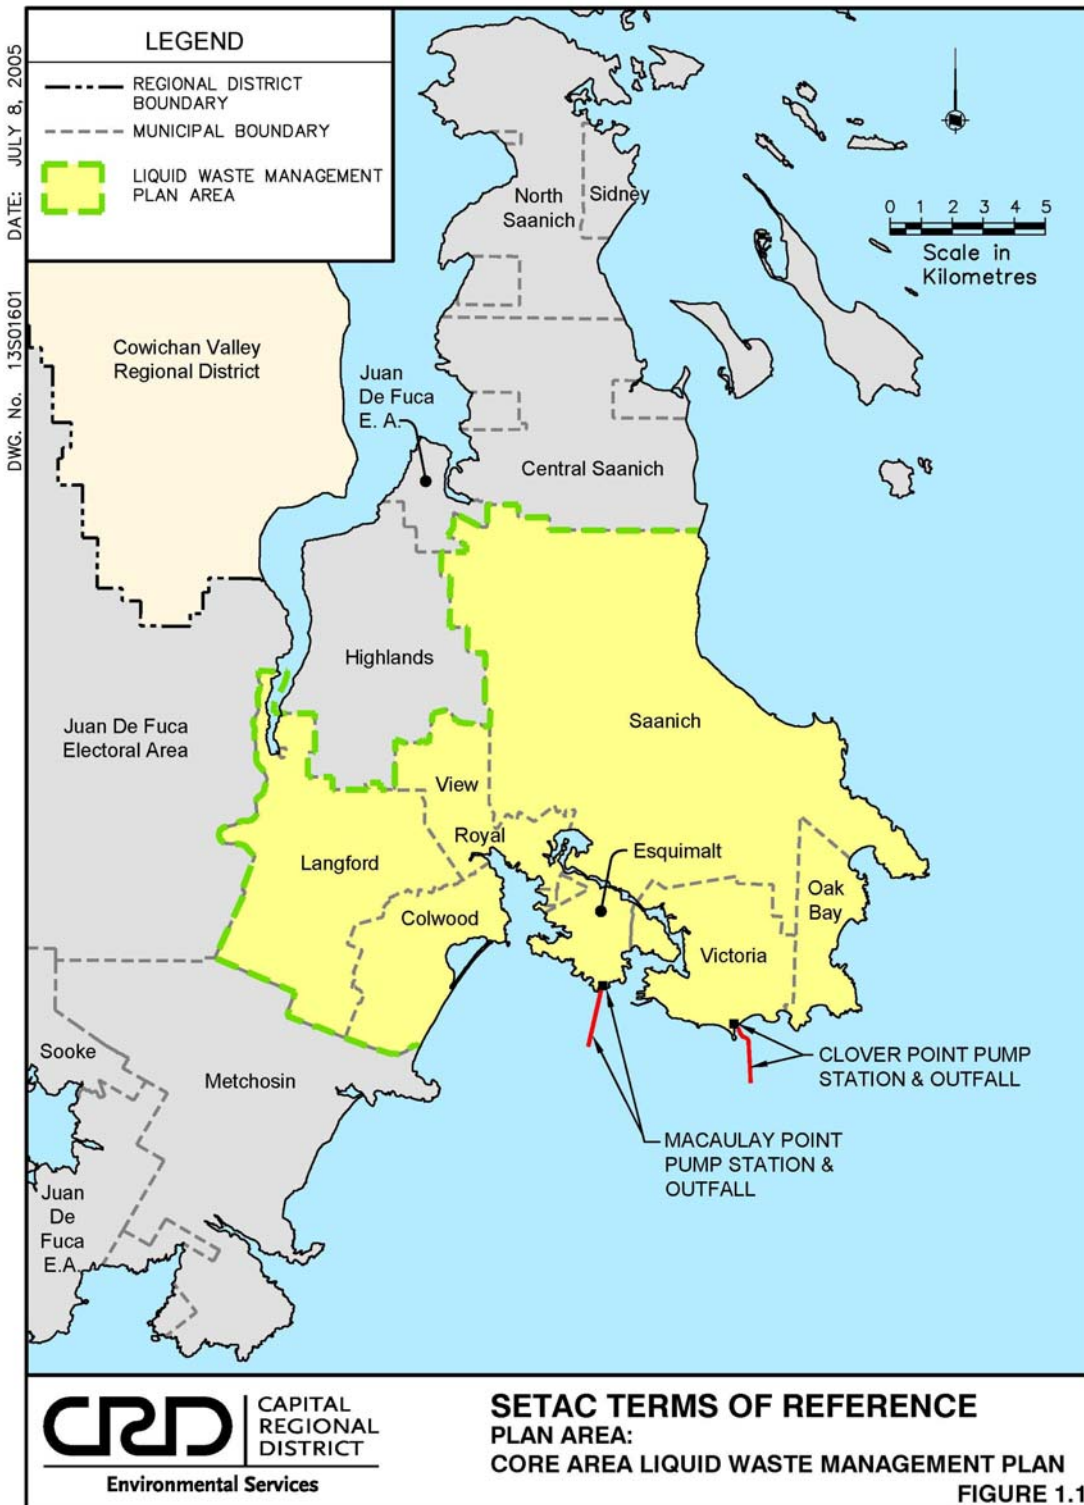 DATE: JULY 8, 2005
DWG. No. 13S01601
LEGEND
REGIONAL DISTRICT
BOUNDARY
MUNICIPAL BOUNDARY
LIQUID WASTE MANAGEMENT
PLAN AREA
North
Saanich
Sidney
0 1 2 3 4 5
Scale in
Kilometres
Cowichan Valley
Regional District
Juan
De Fuca
E. A.
Central Saanich
Highlands
Juan De Fuca
Electoral Area
Saanich
View
Royal
Langford
Esquimalt
Colwood
Oak
Bay
Victoria
Sooke
Metchosin
CLOVER POINT PUMP
STATION & OUTFALL
MACAULAY POINT
PUMP STATION &
OUTFALL
Juan
De
Fuca
E.A.
CRD
CAPITAL
REGIONAL
DISTRICT
Environmental Services
SETAC TERMS OF REFERENCE
PLAN AREA:
CORE AREA LIQUID WASTE MANAGEMENT PLAN
FIGURE 1.1